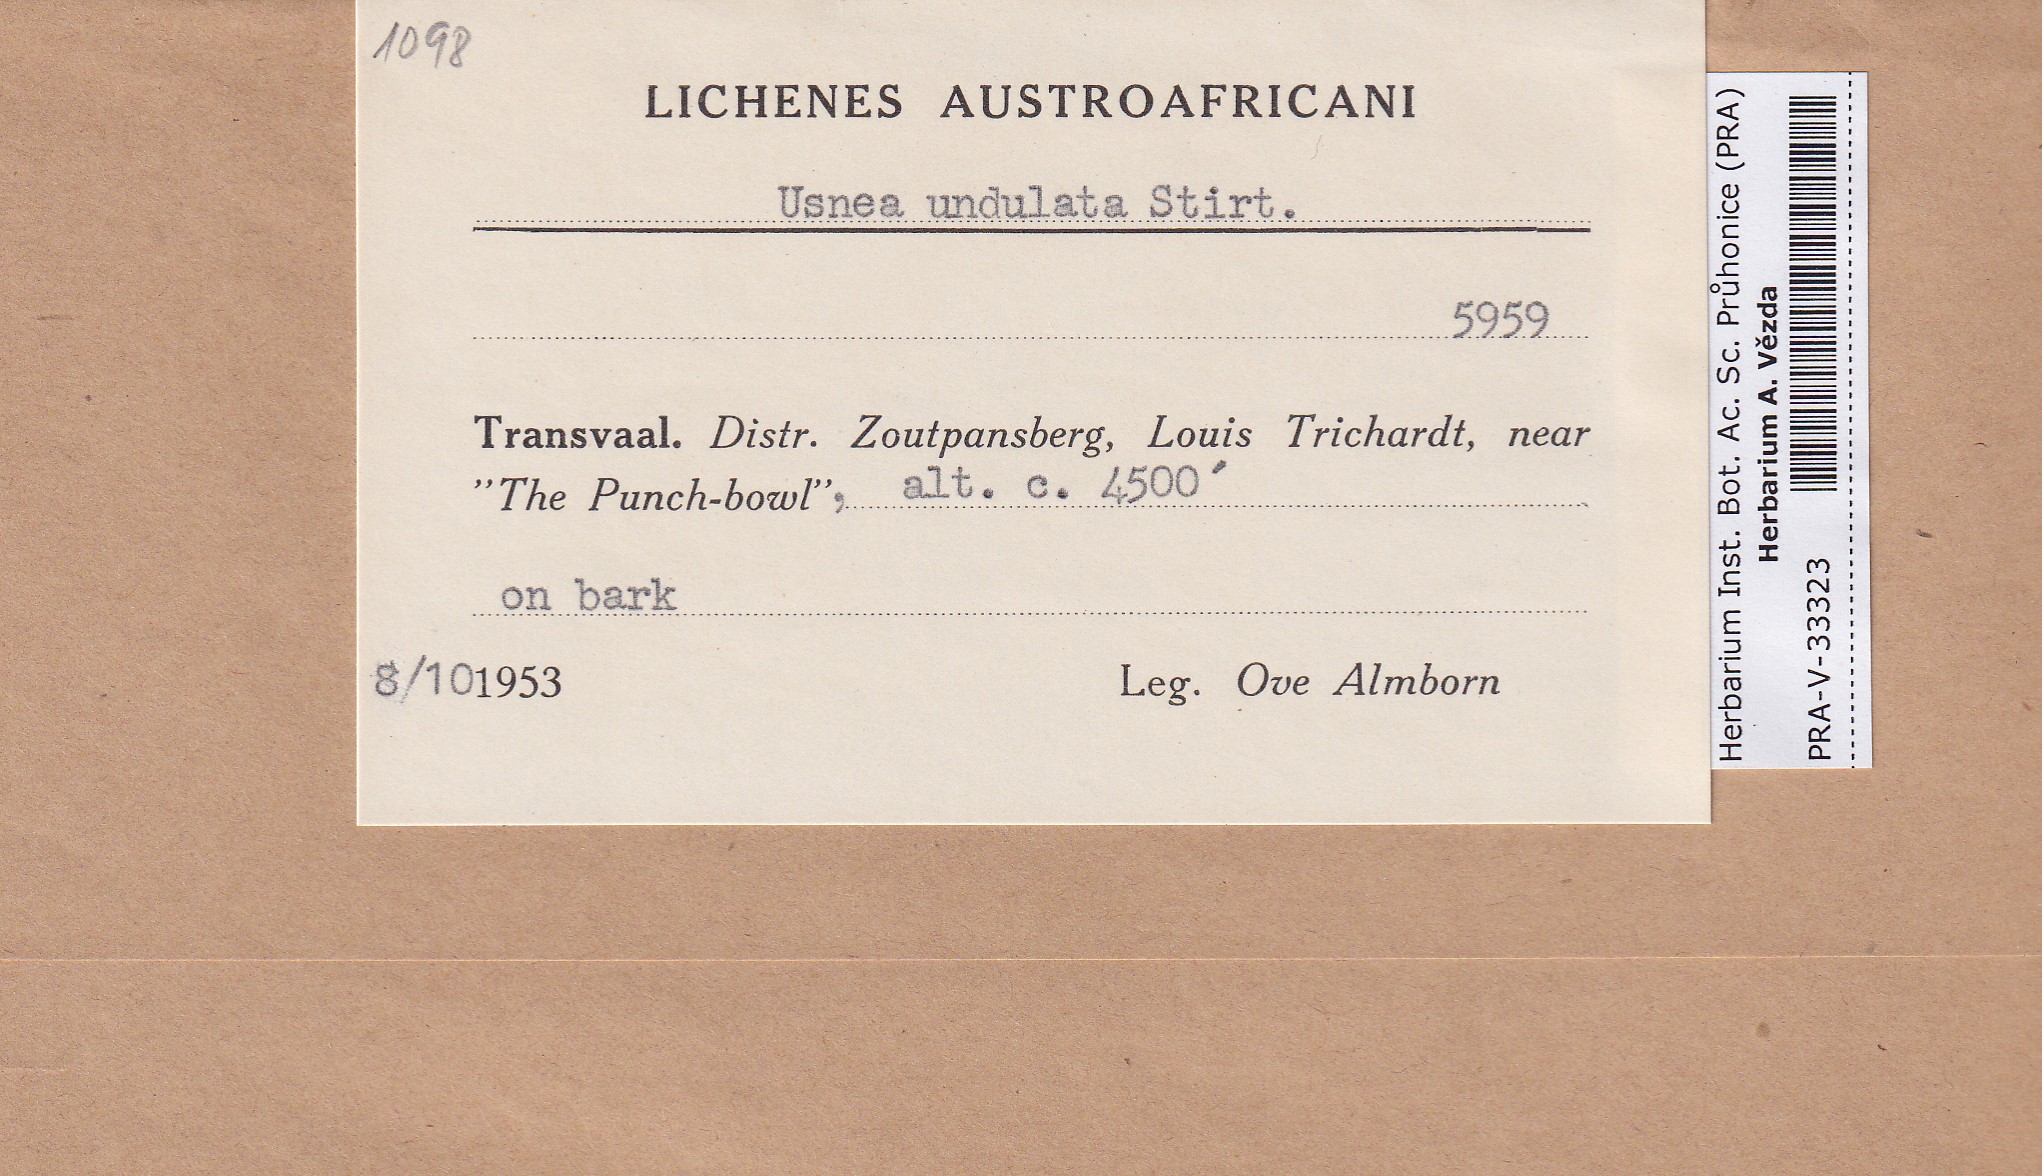 1098
LICHENES AUSTROAFRICANI
Usnea undulata Stirt.
5959
Transvaal. Distr. Zoutpansberg, Louis Trichardt, near
"The Punch-bowl", alt. c. 4500´
on bark
8/10 1953 Leg. Ove Almborn
Herbarium Inst. Bot. Ac. Sc. Průhonice (PRA)
Herbarium A. Vězda
PRA-V-33323